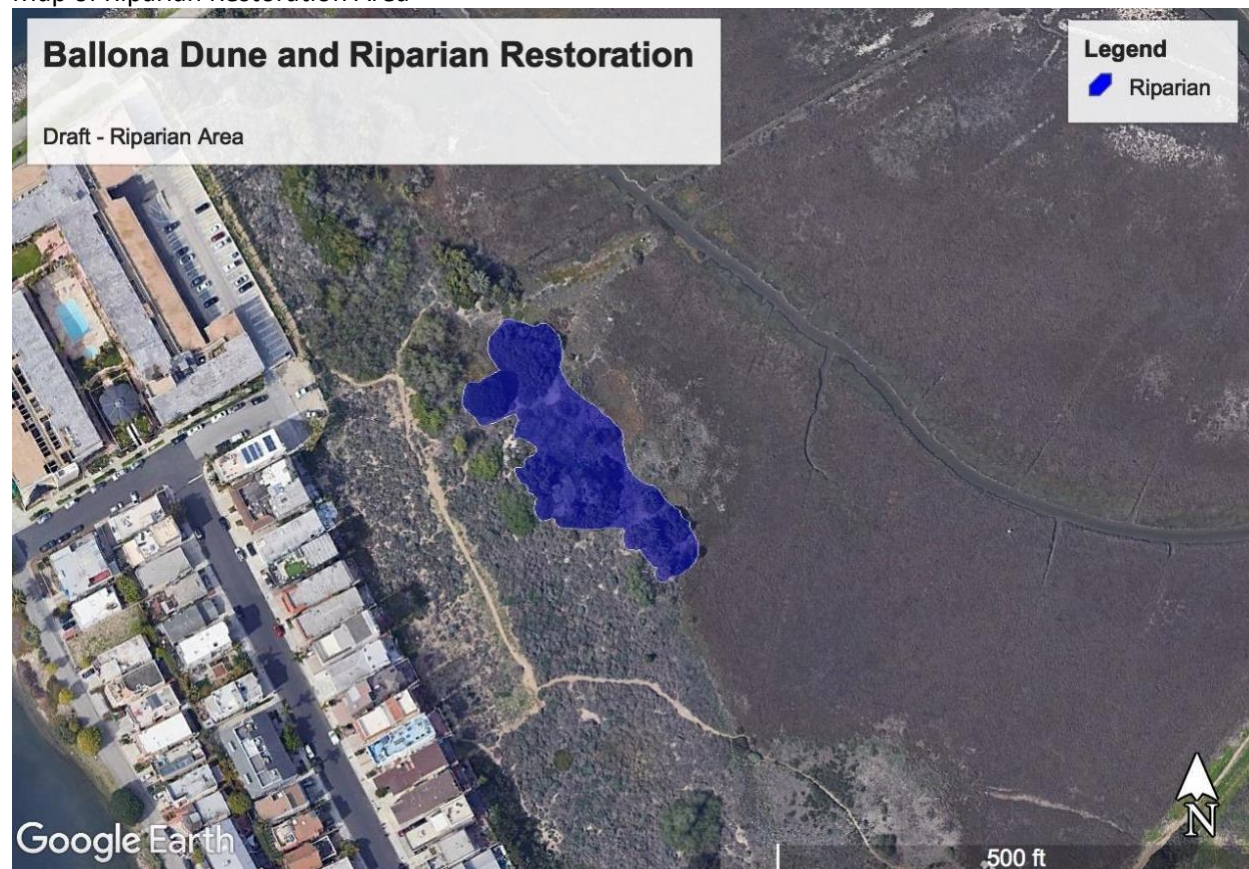 Map of Riparian Restoration Area
Ballona Dune and Riparian Restoration
Draft - Riparian Area
Legend
Riparian
Google Earth
N
500 ft